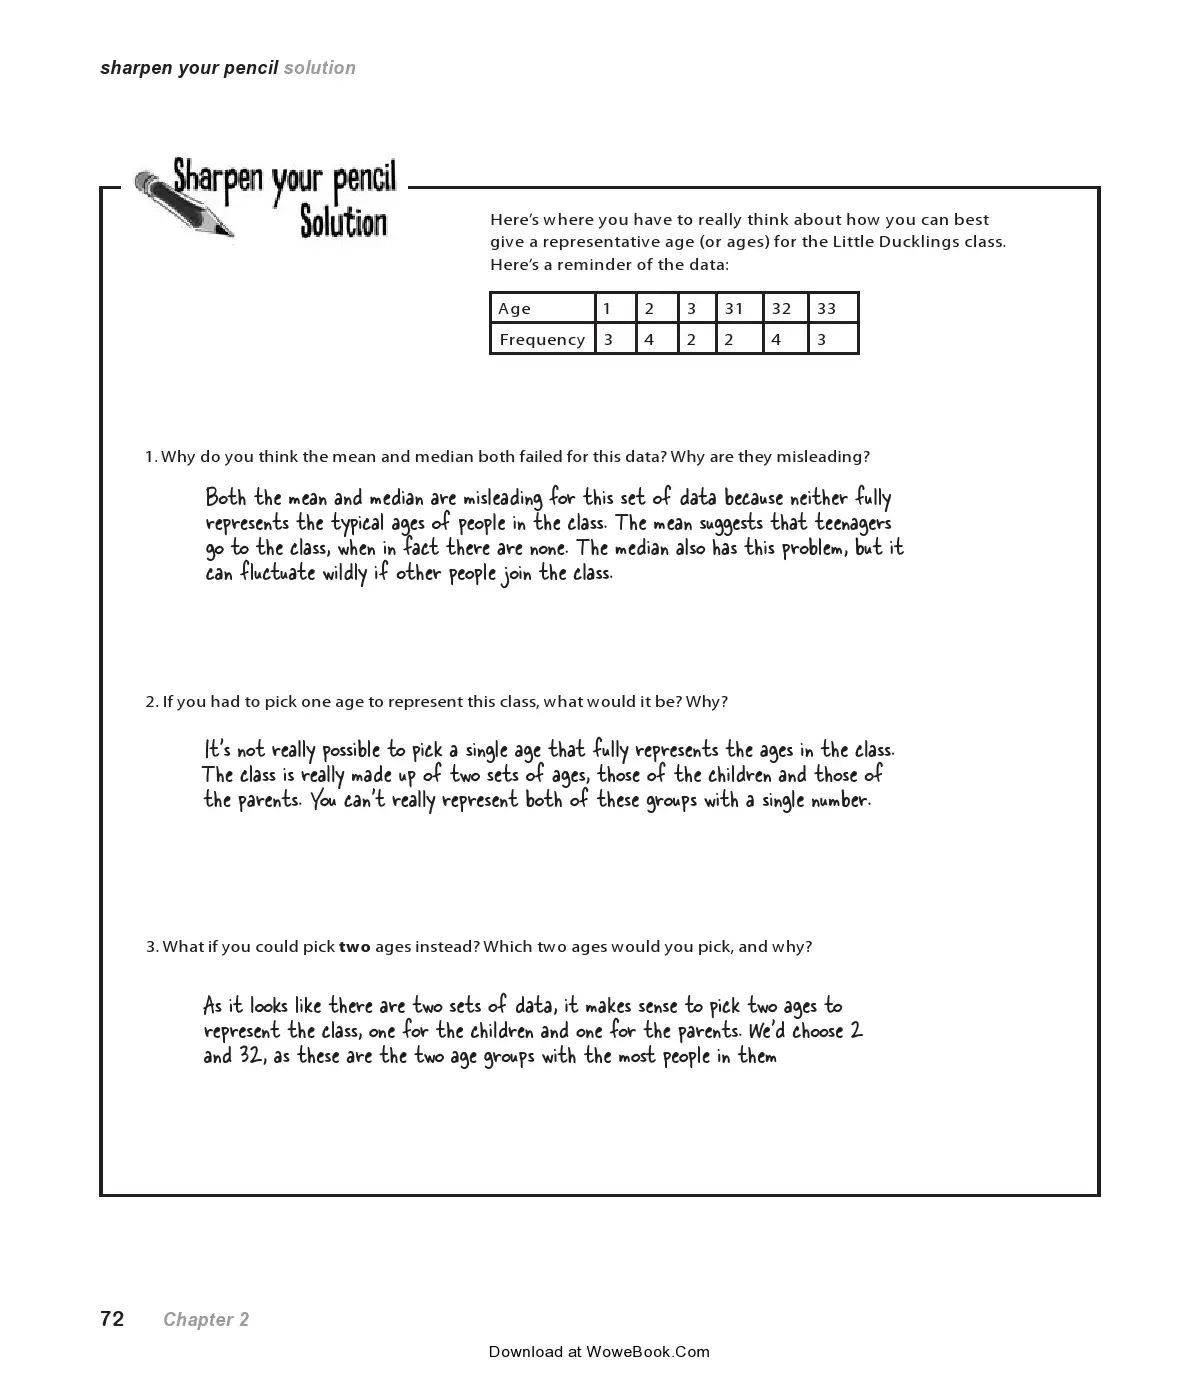 sharpen your pencil solution
Sharpen your pencil
Solution
Here's where you have to really think about how you can best
give a representative age (or ages) for the Little Ducklings class.
Here's a reminder of the data:
Age 1 2 3 31 32 33
Frequency 3 4 2 2 4 3
1. Why do you think the mean and median both failed for this data? Why are they misleading?
Both the mean and median are misleading for this set of data because neither fully
represents the typical ages of people in the class. The mean suggests that teenagers
go to the class, when in fact there are none. The median also has this problem, but it
can fluctuate wildly if other people join the class.
2. If you had to pick one age to represent this class, what would it be? Why?
It's not really possible to pick a single age that fully represents the ages in the class.
The class is really made up of two sets of ages, those of the children and those of
the parents. You can't really represent both of these groups with a single number.
3. What if you could pick two ages instead? Which two ages would you pick, and why?
As it looks like there are two sets of data, it makes sense to pick two ages to
represent the class, one for the children and one for the parents. We'd choose 2
and 32, as these are the two age groups with the most people in them
72 Chapter 2
Download at WoweBook.Com